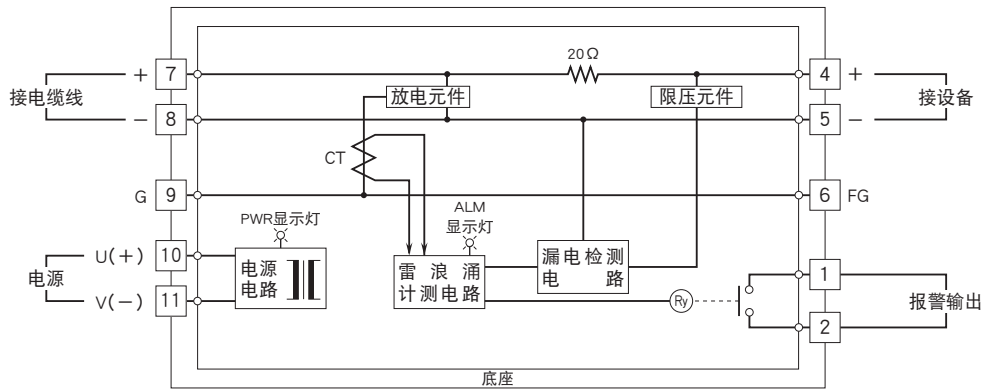 20Ω
+ 7
4 +
接电缆线
放电元件
限压元件
接设备
− 8
5 −
CT
G 9
6 FG
PWR显示灯
ALM
显示灯
U(+) 10
电源
V(−) 11
电源
电路
雷浪涌
计测电路
漏电检测
电路
1
Ry
报警输出
2
底座